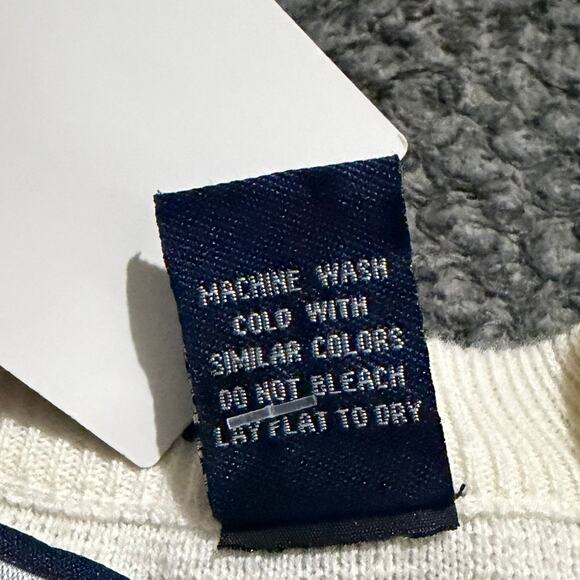 MACHINE WASH
COLD WITH
SIMILAR COLORS
DO NOT BLEACH
LAY FLAT TO DRY